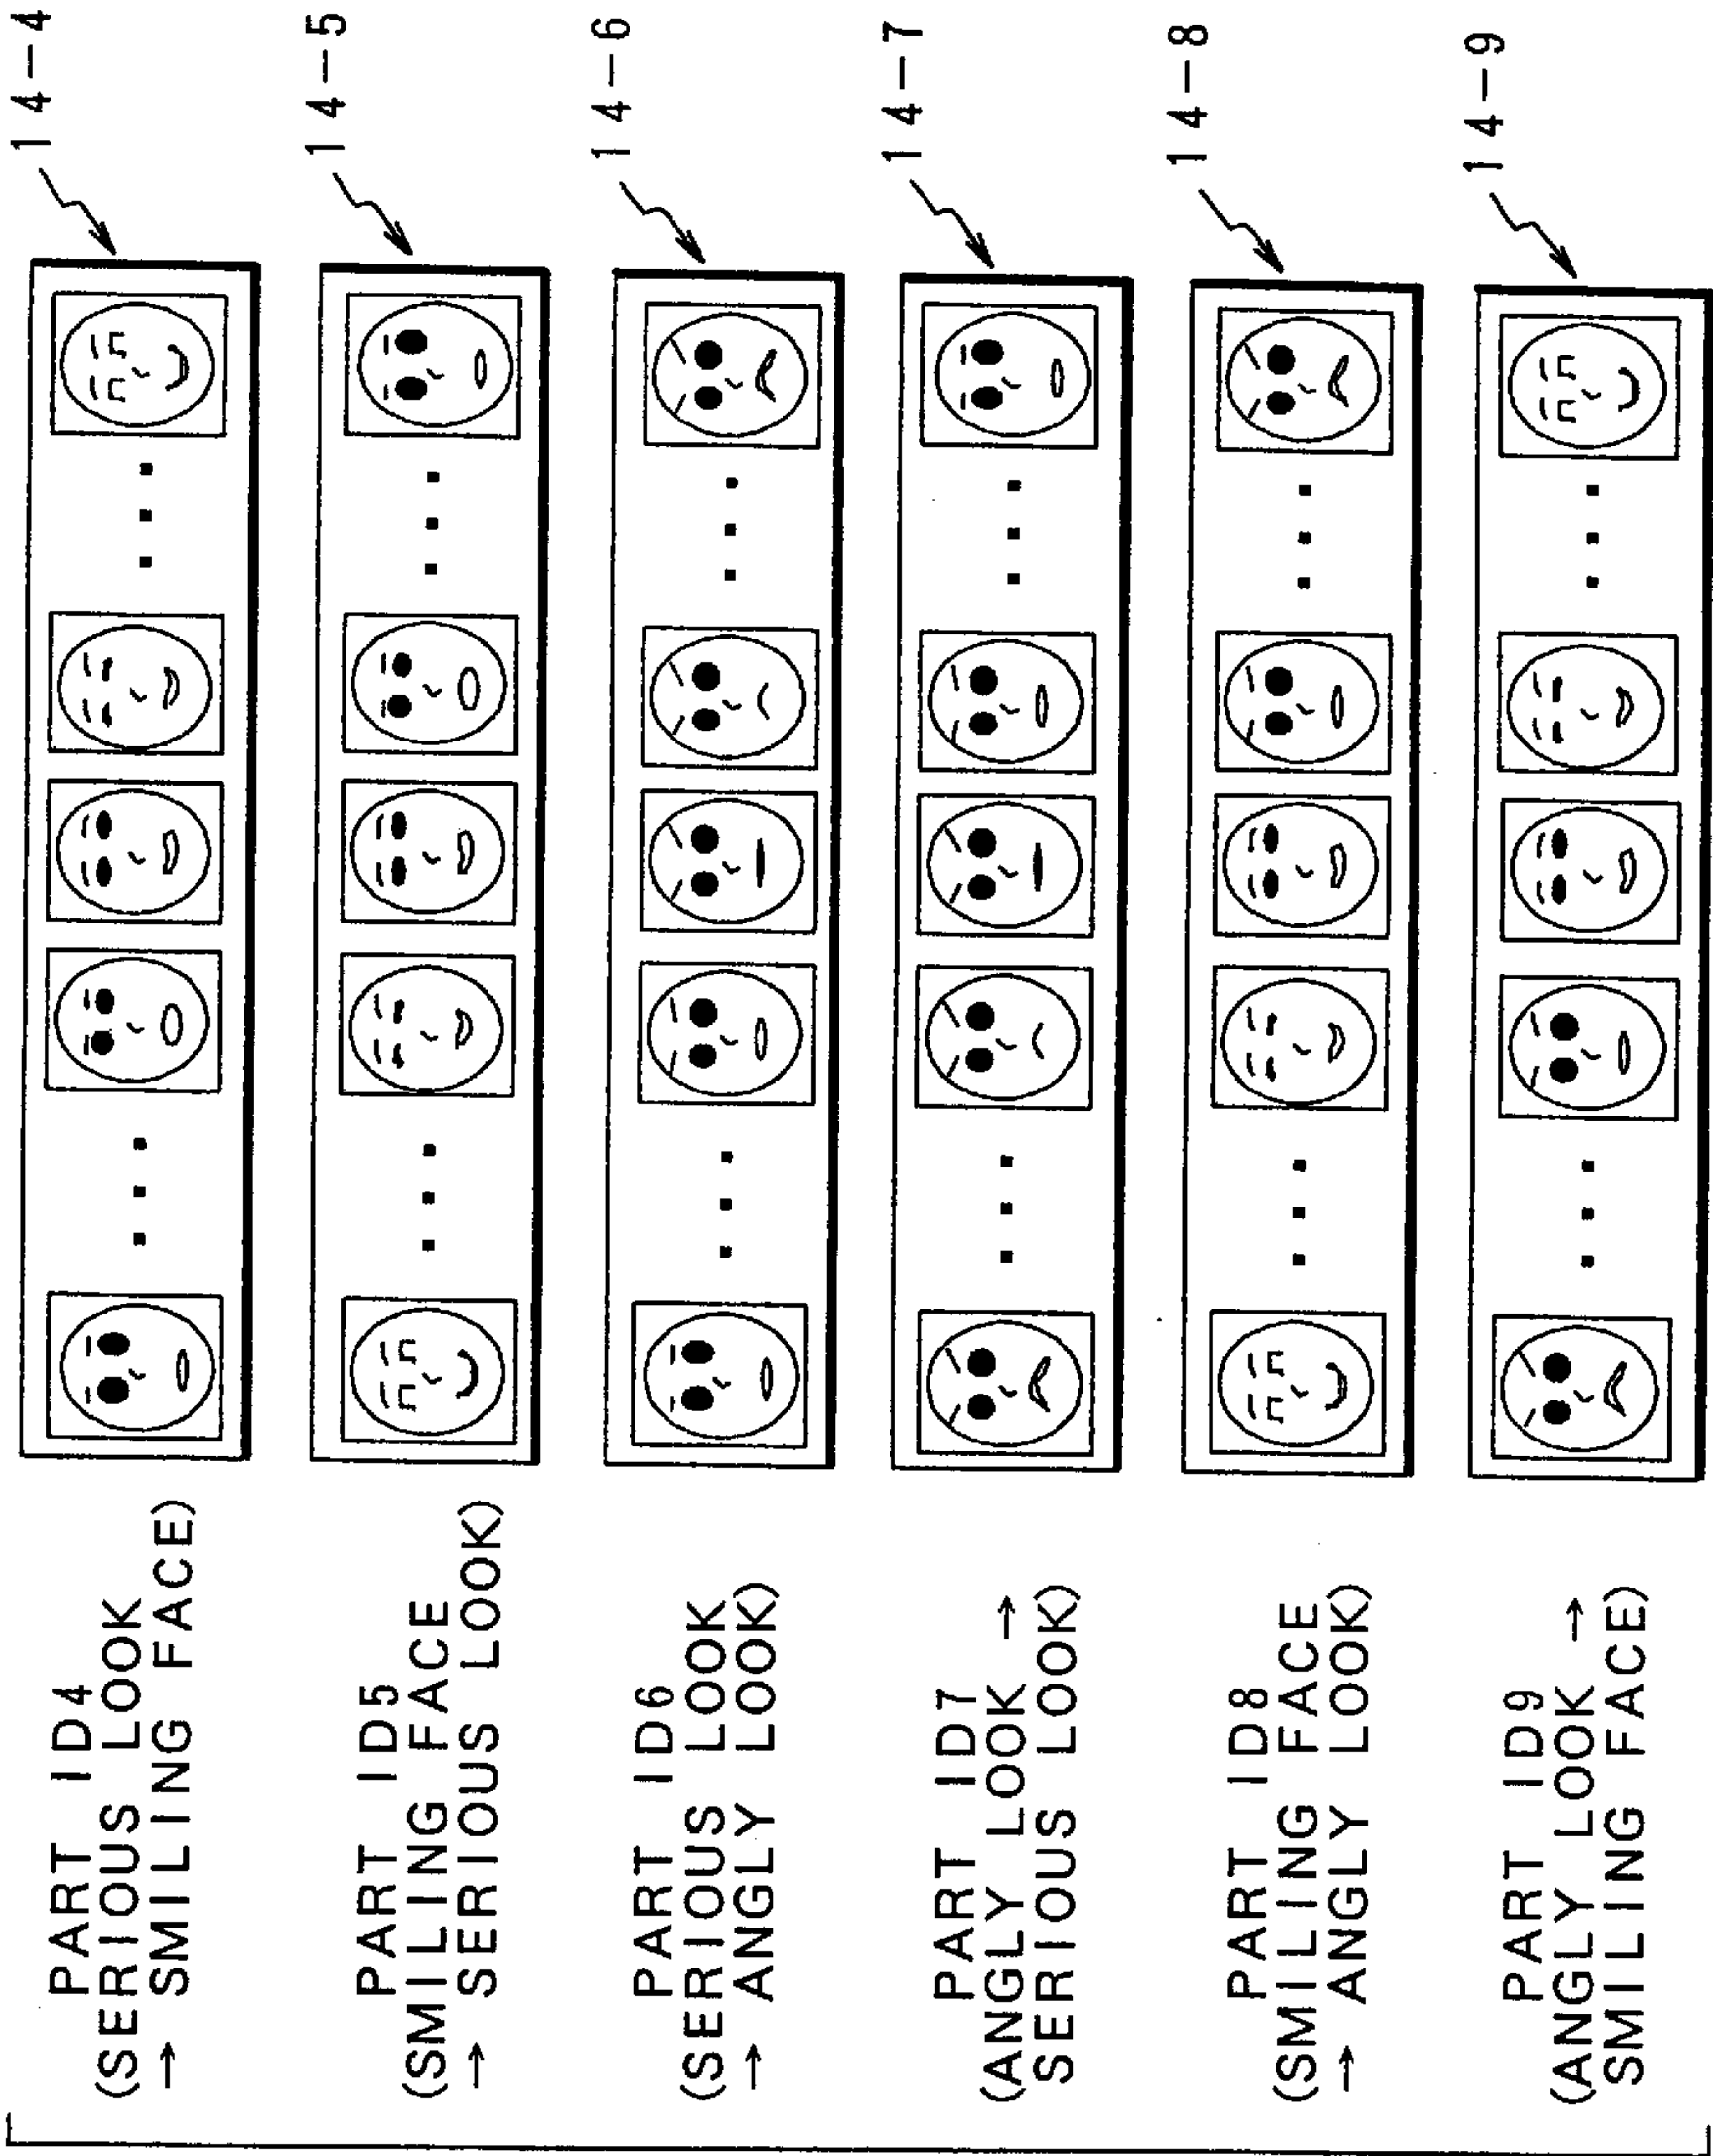 PART ID4
(SERIOUS LOOK
→ SMILING FACE)
14-4
PART ID5
(SMILING FACE
→ SERIOUS LOOK)
14-5
PART ID6
(SERIOUS LOOK
→ ANGLY LOOK)
14-6
PART ID7
(ANGLY LOOK →
SERIOUS LOOK)
14-7
PART ID8
(SMILING FACE
→ ANGLY LOOK)
14-8
PART ID9
(ANGLY LOOK →
SMILING FACE)
14-9